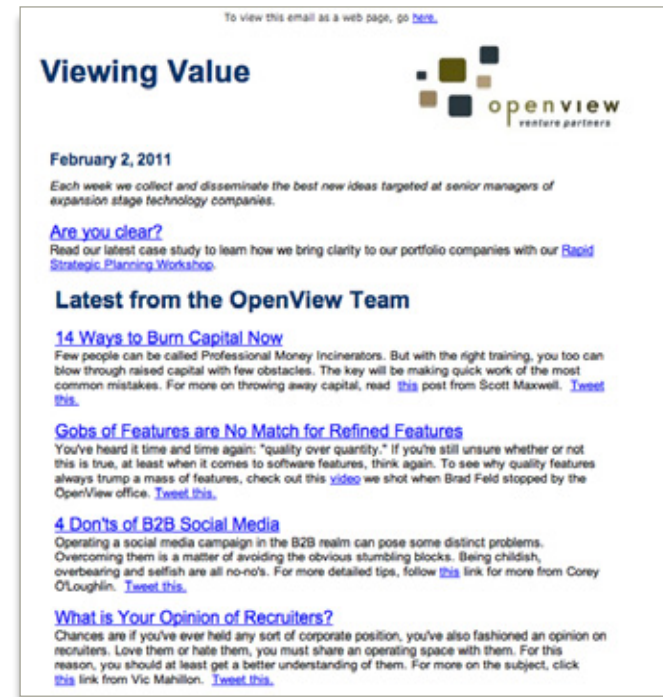 To view this email as a web page, go here.
Viewing Value
openview
venture partners
February 2, 2011
Each week we collect and disseminate the best new ideas targeted at senior managers of
expansion stage technology companies.
Are you clear?
Read our latest case study to learn how we bring clarity to our portfolio companies with our Rapid
Strategic Planning Workshop.
Latest from the OpenView Team
14 Ways to Burn Capital Now
Few people can be called Professional Money Incinerators. But with the right training, you too can
blow through raised capital with few obstacles. The key will be making quick work of the most
common mistakes. For more on throwing away capital, read this post from Scott Maxwell. Tweet
this.
Gobs of Features are No Match for Refined Features
You've heard it time and time again: "quality over quantity." If you're still unsure whether or not
this is true, at least when it comes to software features, think again. To see why quality features
always trump a mass of features, check out this video we shot when Brad Feld stopped by the
OpenView office. Tweet this.
4 Don'ts of B2B Social Media
Operating a social media campaign in the B2B realm can pose some distinct problems.
Overcoming them is a matter of avoiding the obvious stumbling blocks. Being childish,
overbearing and selfish are all no-no's. For more detailed tips, follow this link for more from Corey
O'Loughlin. Tweet this.
What is Your Opinion of Recruiters?
Chances are if you've ever held any sort of corporate position, you've also fashioned an opinion on
recruiters. Love them or hate them, you must share an operating space with them. For this
reason, you should at least get a better understanding of them. For more on the subject, click
this link from Vic Mahillon. Tweet this.